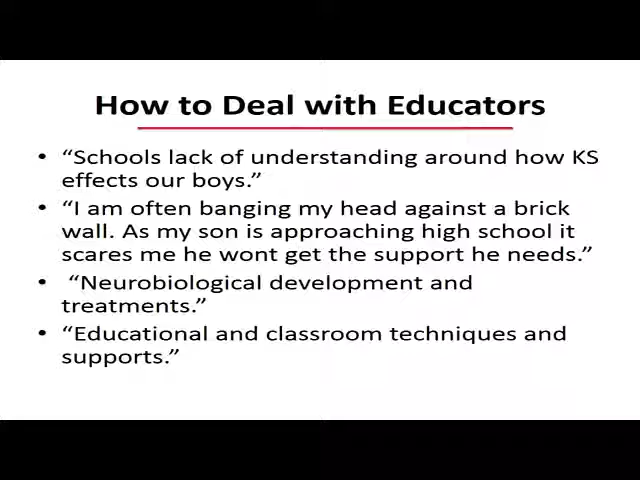 How to Deal with Educators
• “Schools lack of understanding around how KS
effects our boys.”
• “I am often banging my head against a brick
wall. As my son is approaching high school it
scares me he wont get the support he needs.”
• “Neurobiological development and
treatments.”
• “Educational and classroom techniques and
supports.”